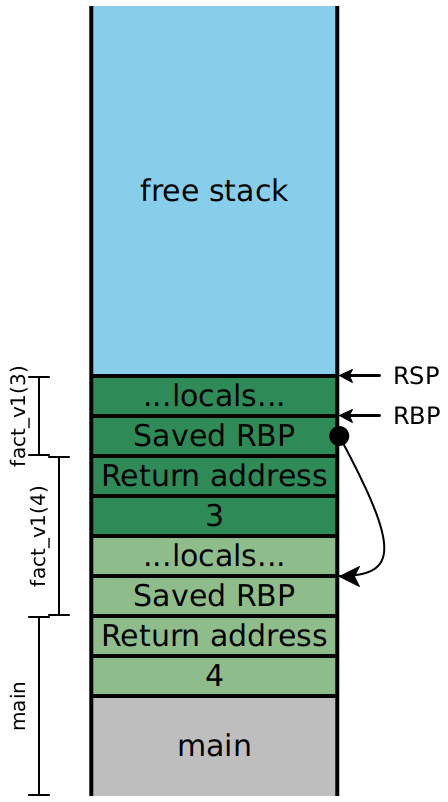 free stack
RSP
...locals...
RBP
Saved RBP
fact_v1(3)
Return address
3
fact_v1(4)
...locals...
Saved RBP
Return address
4
main
main